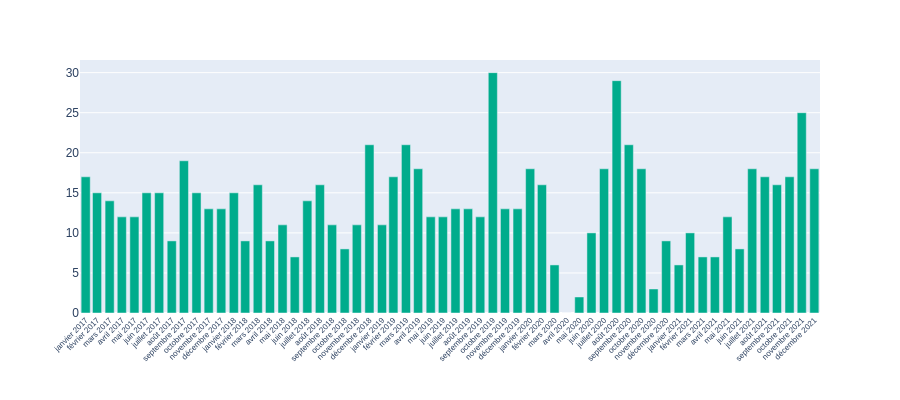 30
25
20
15
10
5
0
janvier 2017
février 2017
mars 2017
avril 2017
mai 2017
juin 2017
juillet 2017
août 2017
septembre 2017
octobre 2017
novembre 2017
décembre 2017
janvier 2018
février 2018
mars 2018
avril 2018
mai 2018
juin 2018
juillet 2018
août 2018
septembre 2018
octobre 2018
novembre 2018
décembre 2018
janvier 2019
février 2019
mars 2019
avril 2019
mai 2019
juin 2019
juillet 2019
août 2019
septembre 2019
octobre 2019
novembre 2019
décembre 2019
janvier 2020
février 2020
mars 2020
avril 2020
mai 2020
juin 2020
juillet 2020
août 2020
septembre 2020
octobre 2020
novembre 2020
décembre 2020
janvier 2021
février 2021
mars 2021
avril 2021
mai 2021
juin 2021
juillet 2021
août 2021
septembre 2021
octobre 2021
novembre 2021
décembre 2021